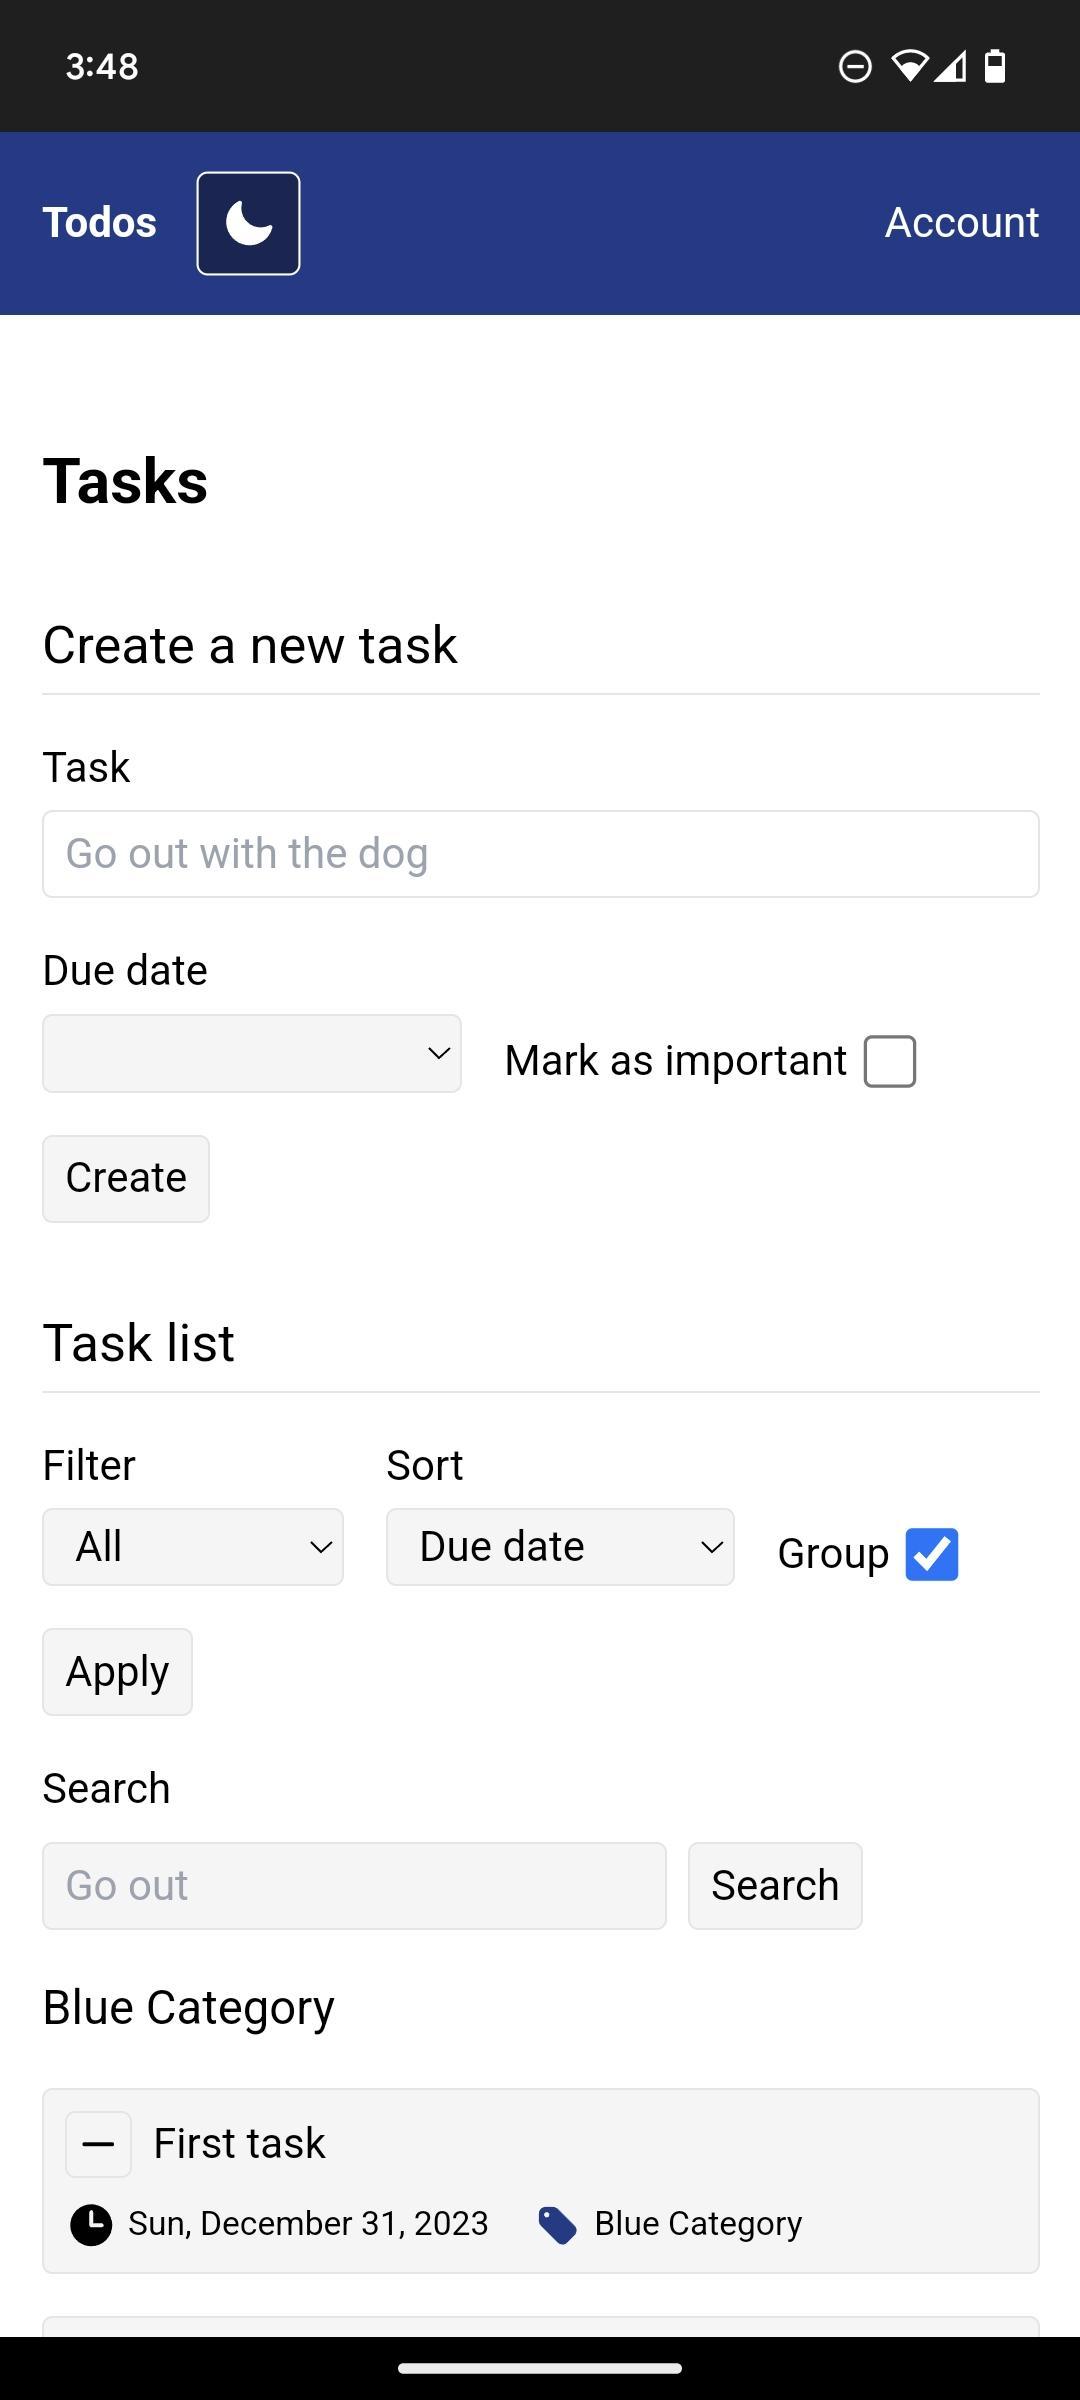 3:48
Todos
Account
Tasks
Create a new task
Task
Go out with the dog
Due date
Mark as important
Create
Task list
Filter
Sort
All
Due date
Group
Apply
Search
Go out
Search
Blue Category
First task
Sun, December 31, 2023
Blue Category